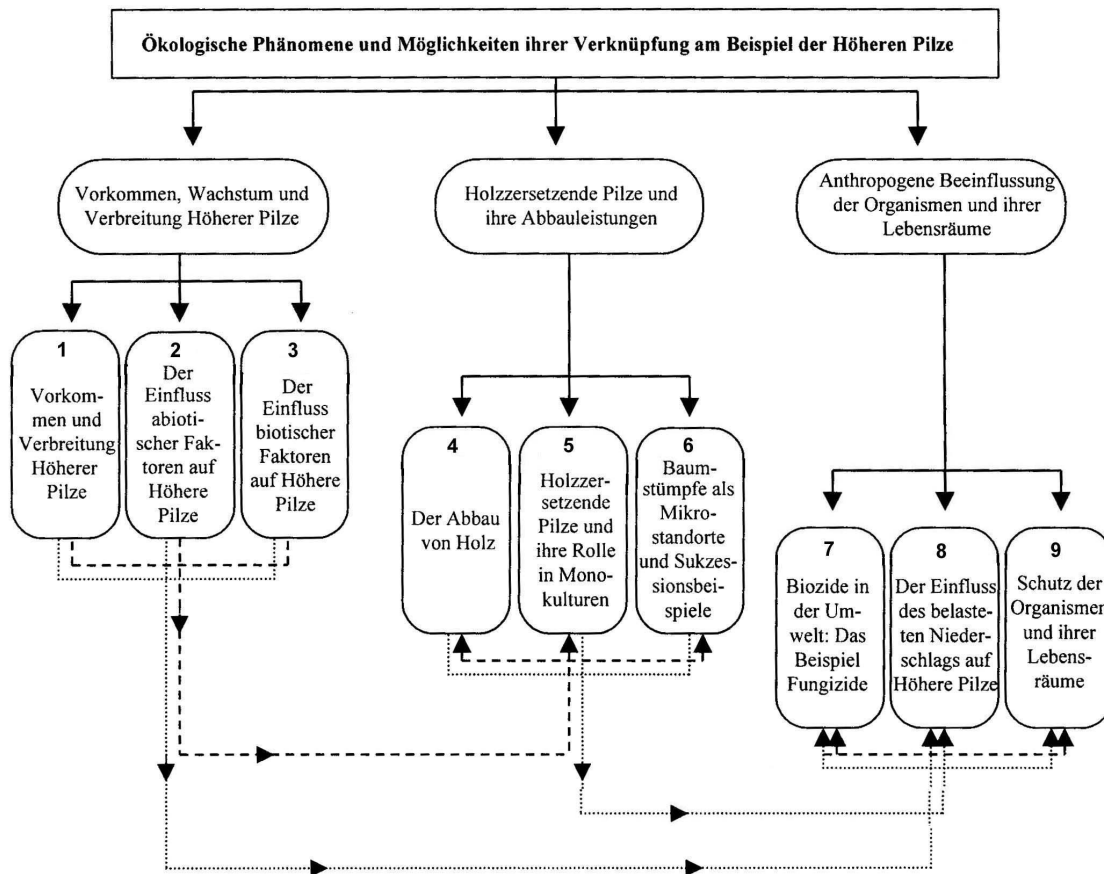 Ökologische Phänomene und Möglichkeiten ihrer Verknüpfung am Beispiel der Höheren Pilze
Vorkommen, Wachstum und
Verbreitung Höherer Pilze
Holzzersetzende Pilze und
ihre Abbauleistungen
Anthropogene Beeinflussung
der Organismen und ihrer
Lebensräume
1
Vorkom-
men und
Verbreitung
Höherer
Pilze
2
Der
Einfluss
abioti-
scher Fak-
toren auf
Höhere
Pilze
3
Der
Einfluss
biotischer
Faktoren
auf Höhere
Pilze
4
Der Abbau
von Holz
5
Holzzer-
setzende
Pilze und
ihre Rolle
in Mono-
kulturen
6
Baum-
stümpfe als
Mikro-
standorte
und Sukzes-
sionsbei-
spiele
7
Biozide in
der Um-
welt: Das
Beispiel
Fungizide
8
Der Einfluss
des belaste-
ten Nieder-
schlags auf
Höhere Pilze
9
Schutz der
Organismen
und ihrer
Lebens-
räume